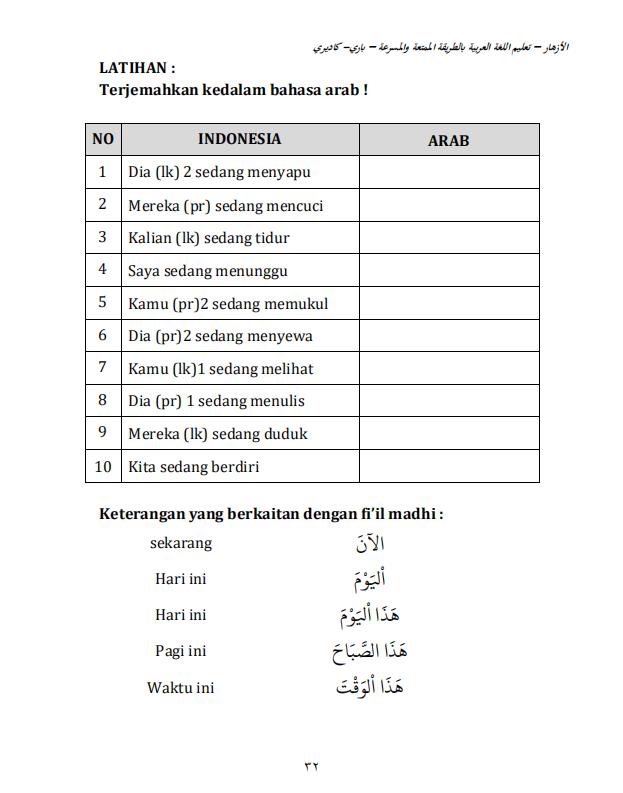 الأزهار – تعليم اللغة العربية بالطريقة الممتعة والمسرعة – باري- كاديري
LATIHAN :
Terjemahkan kedalam bahasa arab !
NO INDONESIA ARAB
1 Dia (lk) 2 sedang menyapu
2 Mereka (pr) sedang mencuci
3 Kalian (lk) sedang tidur
4 Saya sedang menunggu
5 Kamu (pr)2 sedang memukul
6 Dia (pr)2 sedang menyewa
7 Kamu (lk)1 sedang melihat
8 Dia (pr) 1 sedang menulis
9 Mereka (lk) sedang duduk
10 Kita sedang berdiri
Keterangan yang berkaitan dengan fi’il madhi :
sekarang الآنَ
Hari ini اْليَوْمَ
Hari ini هَذَا اْليَوْمَ
Pagi ini هَذَا الصَّبَاحَ
Waktu ini هَذَا اْلوَقْتَ
٣٢